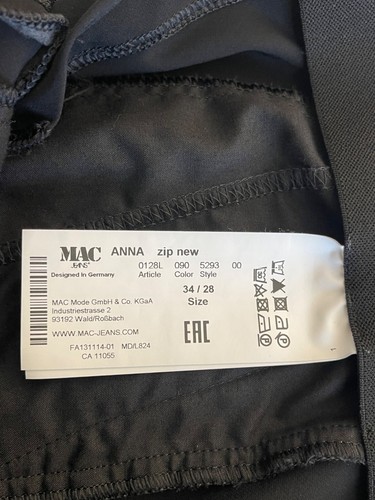 MAC ANNA zip new
JEANS
Designed in Germany
0128L 090 5293 00
Article Color Style
34 / 28
Size
MAC Mode GmbH & Co. KGaA
Industriestrasse 2
93192 Wald/Roßbach
WWW.MAC-JEANS.COM
EAC
FA131114-01 MD/L824
CA 11055